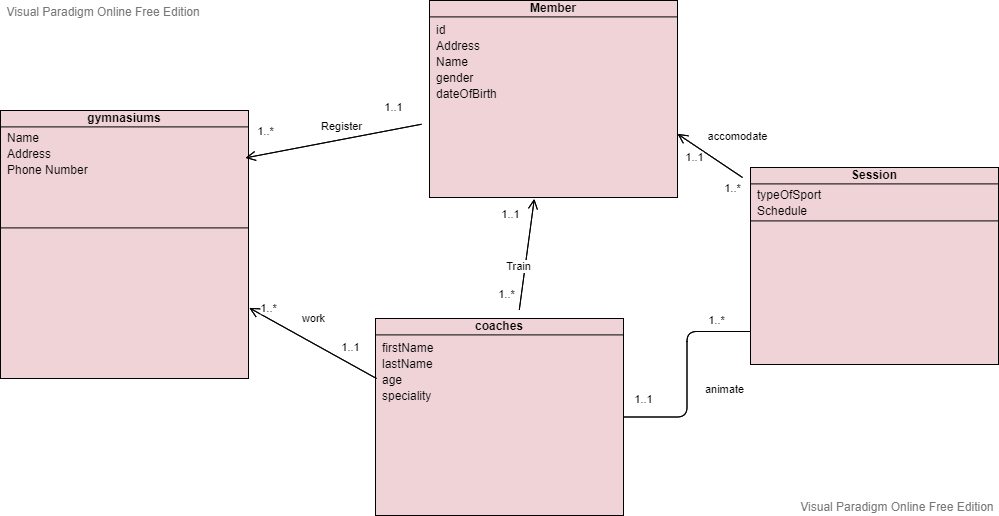 Visual Paradigm Online Free Edition
Member
id
Address
Name
gender
dateOfBirth
gymnasiums
Name
Address
Phone Number
1..1
Register
1..*
accomodate
1..1
1..*
Session
typeOfSport
Schedule
1..1
Train
1..*
1..*
work
1..1
coaches
firstName
lastName
age
speciality
1..*
animate
1..1
Visual Paradigm Online Free Edition